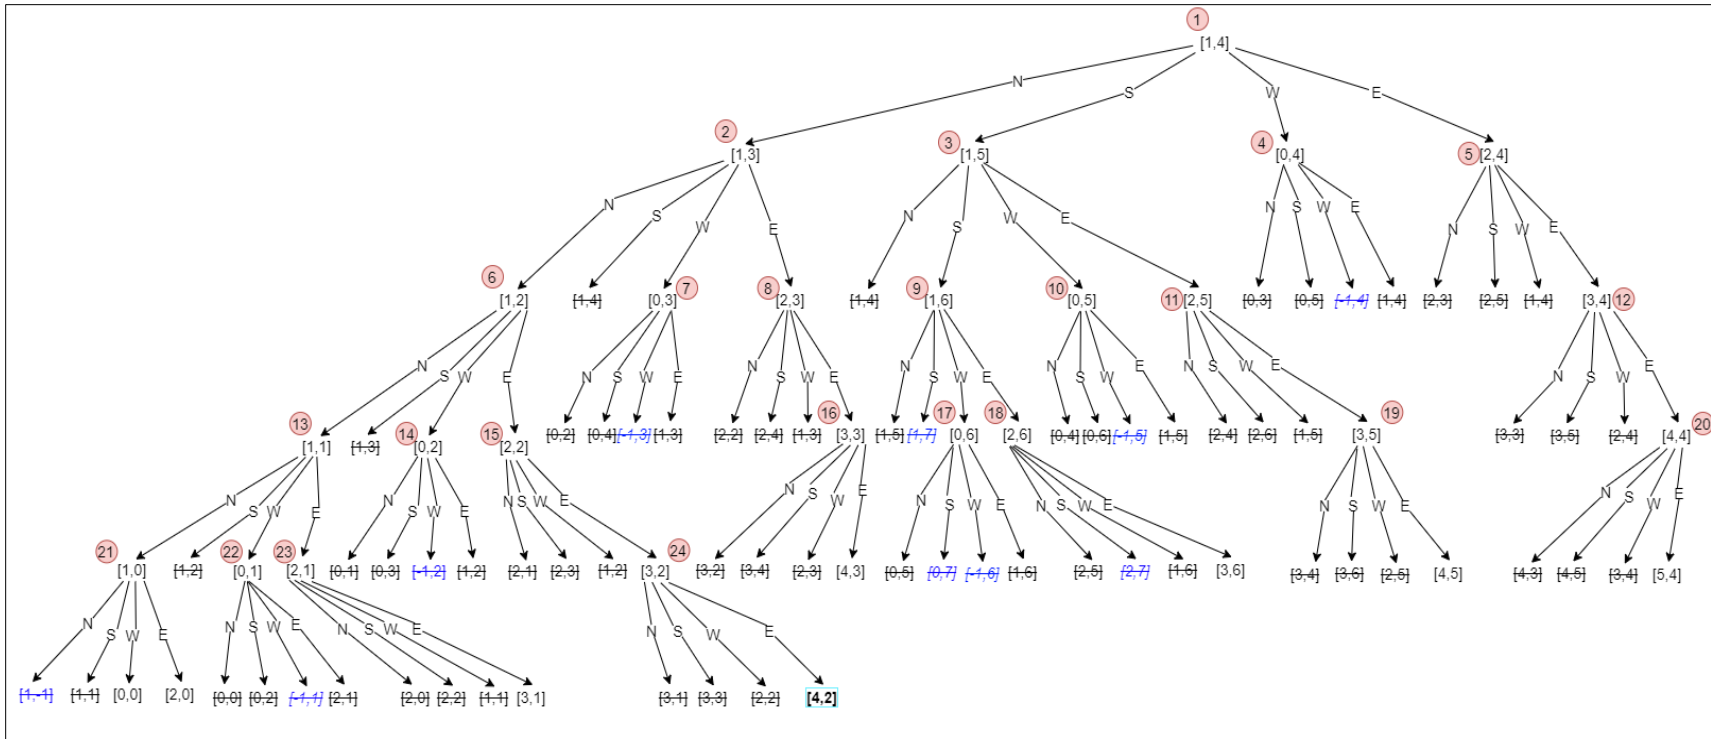 1
[1,4]
N S W E
2 3 4 5
[1,3] [1,5] [0,4] [2,4]
N S W E N S W E N S W E N S W E
6 7 8 9 10 11 12
[1,2] [1,4] [0,3] [2,3] [1,4] [1,6] [0,5] [2,5] [0,3] [0,5] [-1,4] [1,4] [2,3] [2,5] [1,4] [3,4]
N S W E N S W E N S W E N S W E N S W E N S W E N S W E
13 14 15 16 17 18 19 20
[1,1] [1,3] [0,2] [2,2] [0,2] [0,4] [-1,3] [1,3] [2,2] [2,4] [1,3] [3,3] [1,5] [1,7] [0,6] [2,6] [0,4] [0,6] [-1,5] [1,5] [2,4] [2,6] [1,5] [3,5] [3,3] [3,5] [2,4] [4,4]
N S W E N S W E N S W E N S W E N S W E N S W E N S W E N S W E
21 22 23 24
[1,0] [1,2] [0,1] [2,1] [0,1] [0,3] [-1,2] [1,2] [2,1] [2,3] [1,2] [3,2] [3,2] [3,4] [2,3] [4,3] [0,5] [0,7] [-1,6] [1,6] [2,5] [2,7] [1,6] [3,6] [3,4] [3,6] [2,5] [4,5] [4,3] [4,5] [3,4] [5,4]
N S W E N S W E N S W E N S W E
[1,-1] [1,1] [0,0] [2,0] [0,0] [0,2] [-1,1] [2,1] [2,0] [2,2] [1,1] [3,1] [3,1] [3,3] [2,2] [4,2]